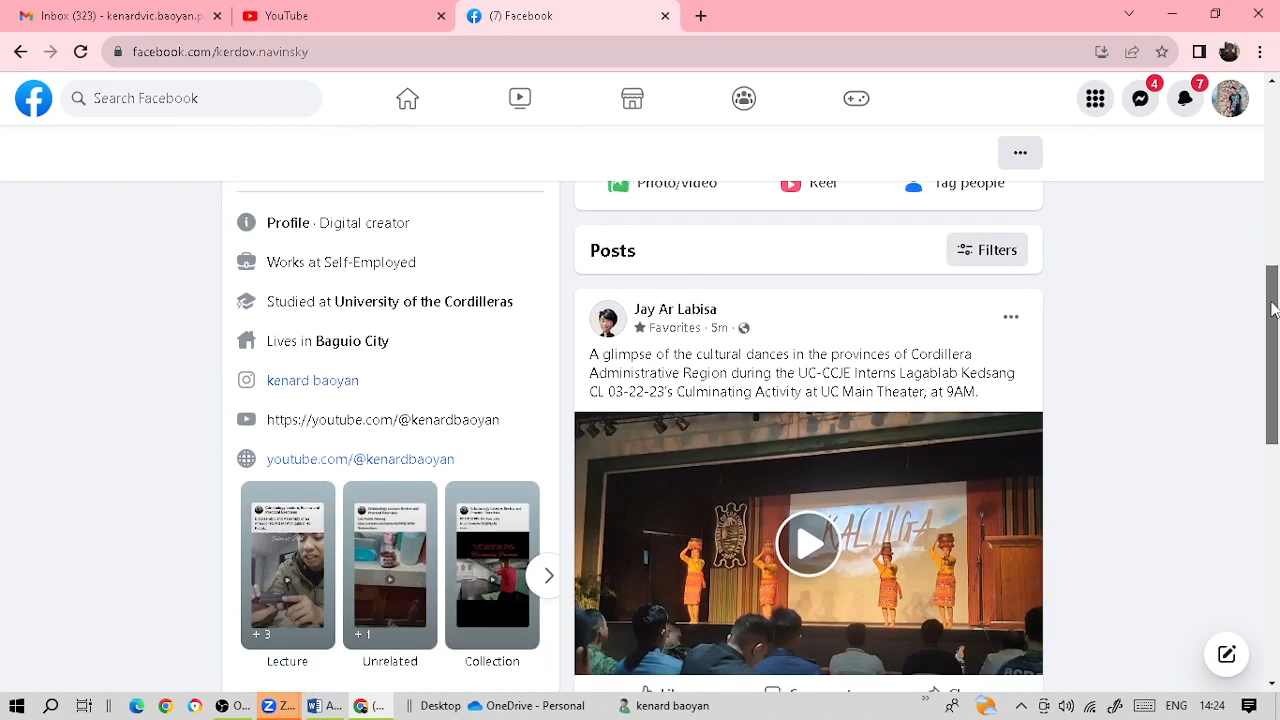 Inbox (323) - kenard.baoyan.p
YouTube
(7) Facebook
facebook.com/kerdov.navinsky
Search Facebook
4
7
Photo/video
Reel
Tag people
Profile · Digital creator
Works at Self-Employed
Studied at University of the Cordilleras
Lives in Baguio City
kenard baoyan
https://youtube.com/@kenardbaoyan
youtube.com/@kenardbaoyan
+ 3
+ 1
Lecture
Unrelated
Collection
Posts
Filters
Jay Ar Labisa
Favorites · 5m ·
A glimpse of the cultural dances in the provinces of Cordillera
Administrative Region during the UC-CCJE Interns Lagablab Kedsang
CL 03-22-23's Culminating Activity at UC Main Theater, at 9AM.
KALINGA
O...
Z...
A...
(...
Desktop
OneDrive - Personal
kenard baoyan
ENG
14:24